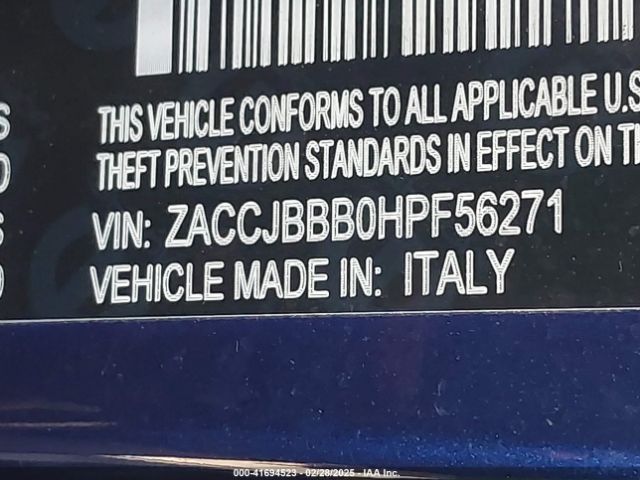 THIS VEHICLE CONFORMS TO ALL APPLICABLE U.S
THEFT PREVENTION STANDARDS IN EFFECT ON TH
VIN: ZACCJBBB0HPF56271
VEHICLE MADE IN: ITALY
000-41694523 - 02/28/2025 - IAA Inc.